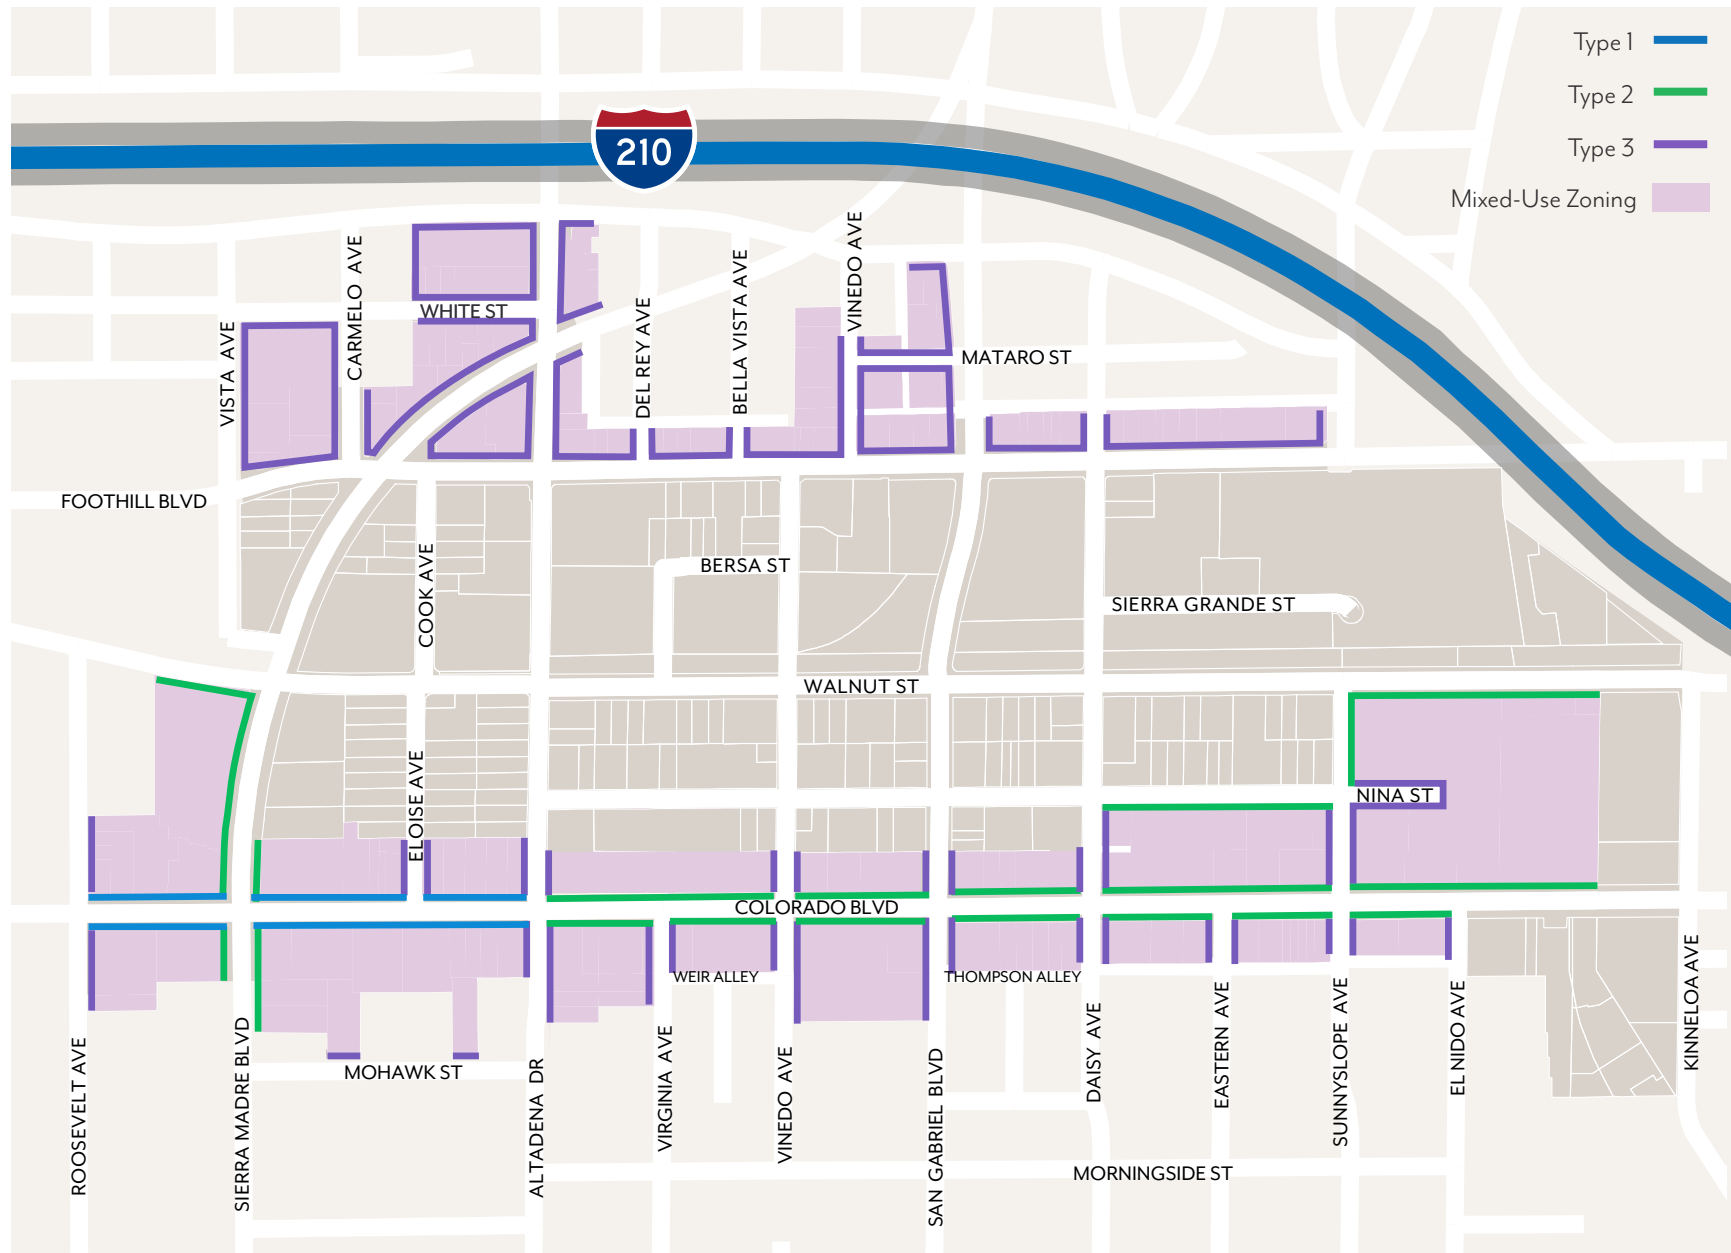 Type 1
Type 2
Type 3
Mixed-Use Zoning
210
VISTA AVE
CARMELO AVE
WHITE ST
DEL REY AVE
BELLA VISTA AVE
VINEDO AVE
MATARO ST
FOOTHILL BLVD
COOK AVE
BERSA ST
SIERRA GRANDE ST
WALNUT ST
ELOISE AVE
NINA ST
COLORADO BLVD
WEIR ALLEY
THOMPSON ALLEY
MOHAWK ST
ROOSEVELT AVE
SIERRA MADRE BLVD
ALTADENA DR
VIRGINIA AVE
VINEDO AVE
SAN GABRIEL BLVD
DAISY AVE
EASTERN AVE
SUNNYSLOPE AVE
EL NIDO AVE
KINNELOA AVE
MORNINGSIDE ST